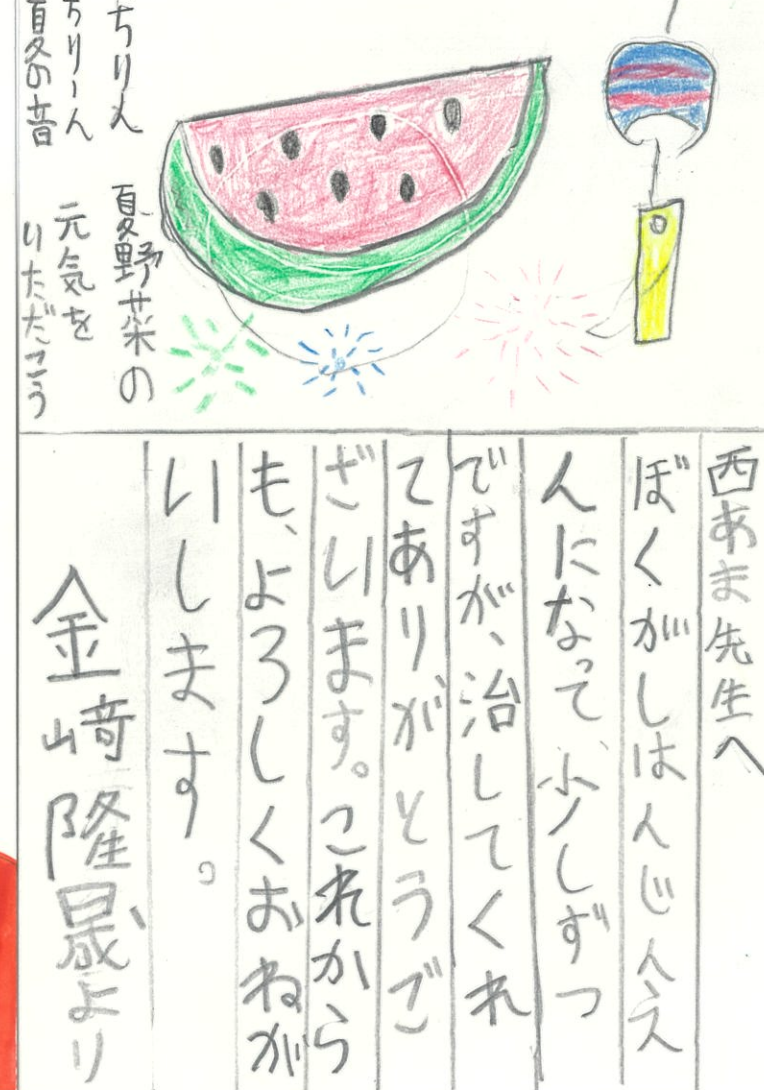 ちりん
ちりーん
夏の音
夏野菜の
元気を
いただこう
西あま先生へ
ぼくがしはんじんえ
んになって少しずつ
ですが、治してくれ
てありがとうご
ざいます。これから
も、よろしくおねが
いします。
金崎隆晟より